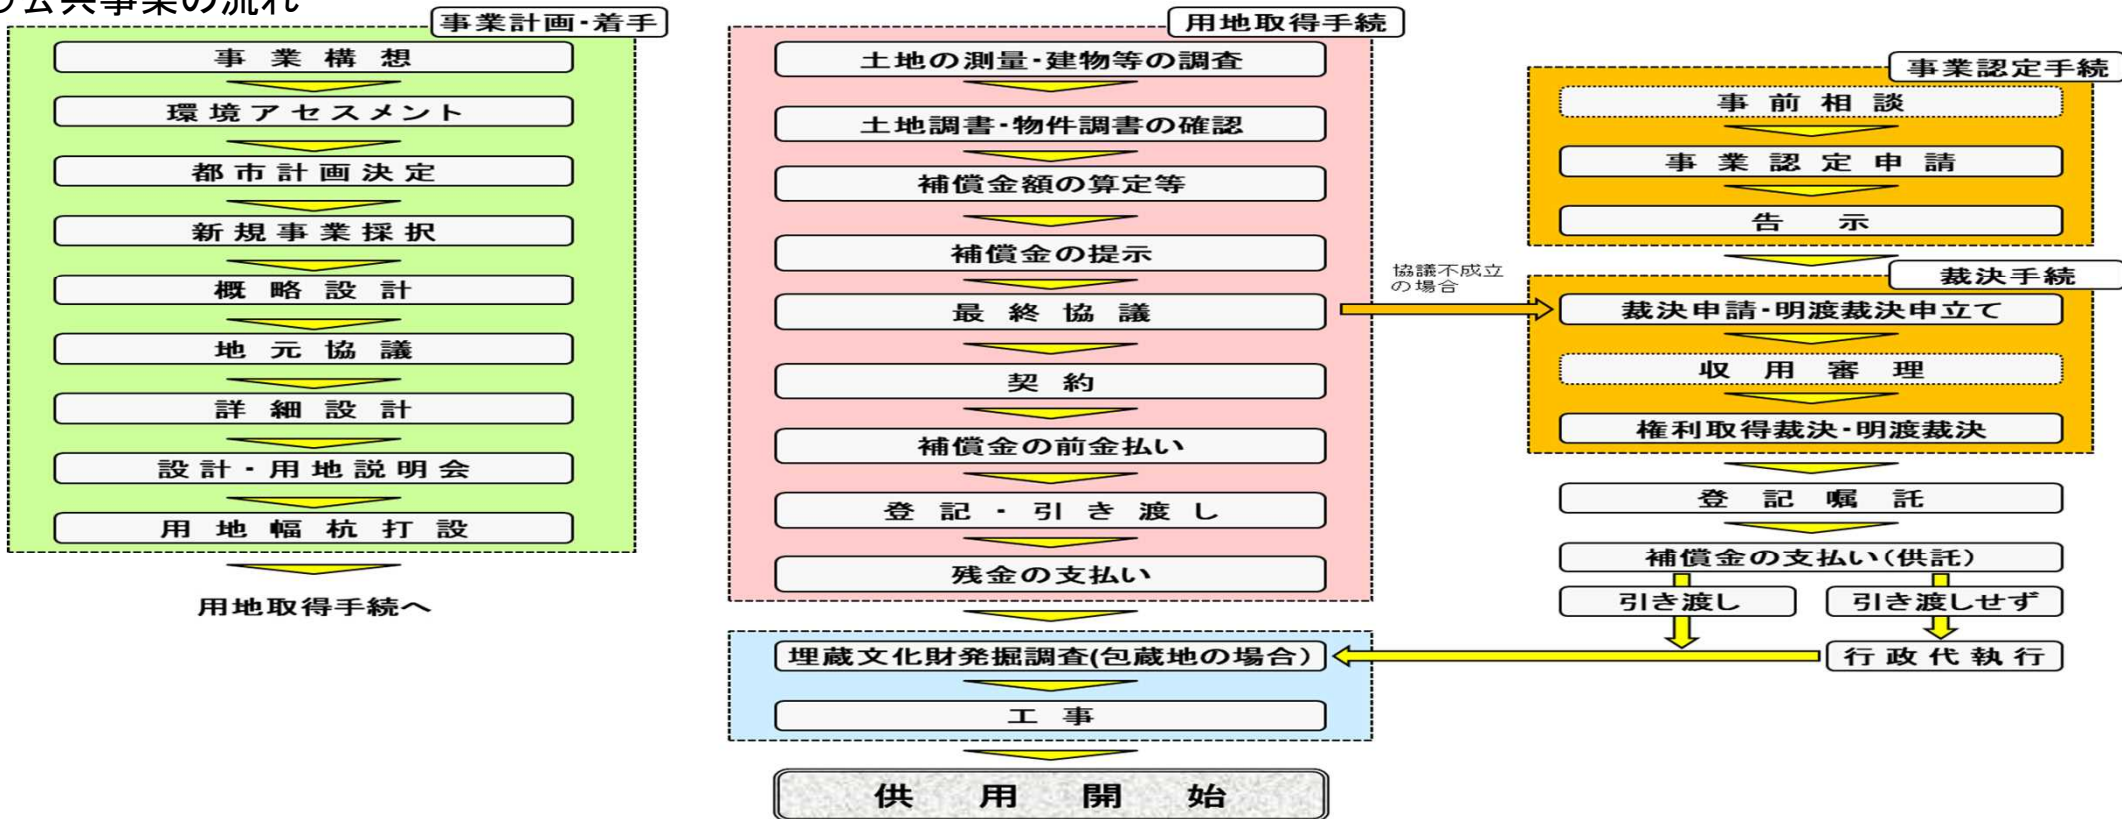 公共事業の流れ
事業計画・着手
事業構想
環境アセスメント
都市計画決定
新規事業採択
概略設計
地元協議
詳細設計
設計・用地説明会
用地幅杭打設
用地取得手続へ
用地取得手続
土地の測量・建物等の調査
土地調書・物件調書の確認
補償金額の算定等
補償金の提示
最終協議
契約
補償金の前金払い
登記・引き渡し
残金の支払い
埋蔵文化財発掘調査(包蔵地の場合)
工事
供用開始
協議不成立
の場合
事業認定手続
事前相談
事業認定申請
告示
裁決手続
裁決申請・明渡裁決申立て
収用審理
権利取得裁決・明渡裁決
登記嘱託
補償金の支払い(供託)
引き渡し
引き渡しせず
行政代執行